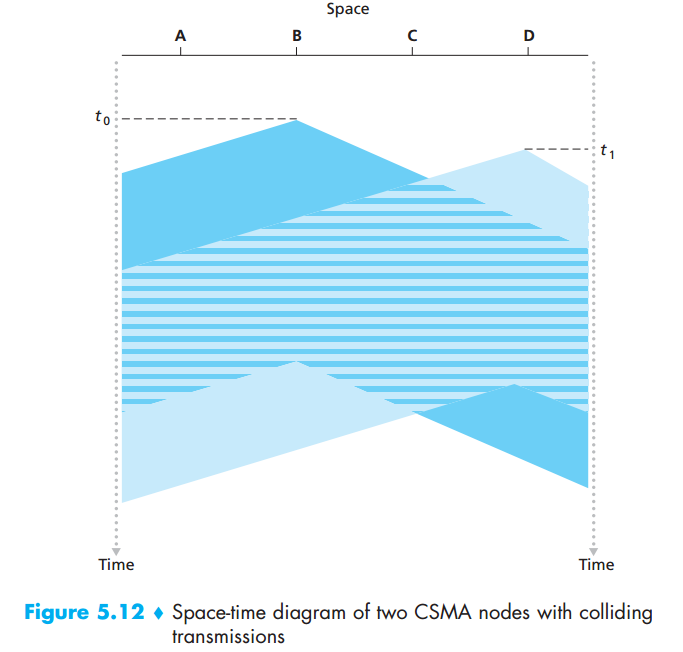 Space
A B C D
t0
t1
Time Time
Figure 5.12 ♦ Space-time diagram of two CSMA nodes with colliding
transmissions